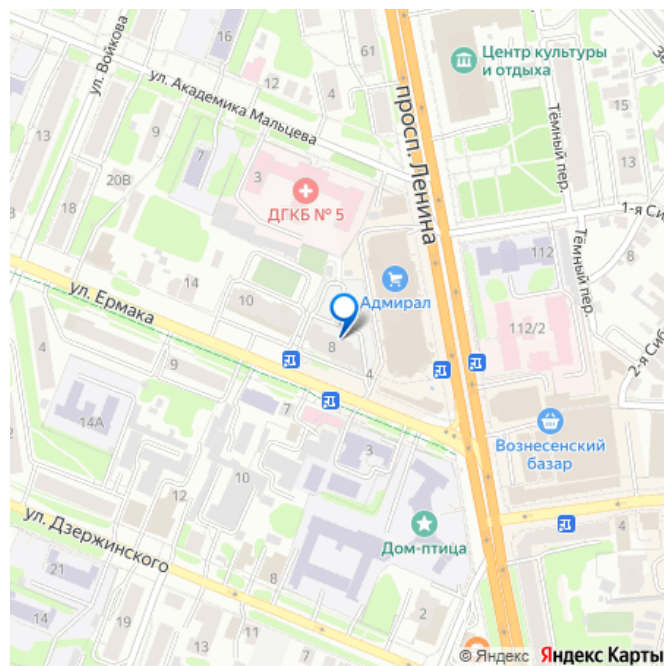 16
61
Центр культуры
и отдыха
ул. Войкова
ул. Академика Мальцева
12
4
15
13
9
7
3
просп. Ленина
Тёмный пер.
13
20В
ДГКБ № 5
18
1-я Сиб
112
8
Тёмный пер.
14
ул. Ермака
10
Адмирал
112/2
2-я Сиб
4
8
9
4
14А
7
3
Вознесенский
базар
10
12
ул. Дзержинского
Дом-птица
4
21
8
2
14
19
12
© Яндекс Яндекс Карты